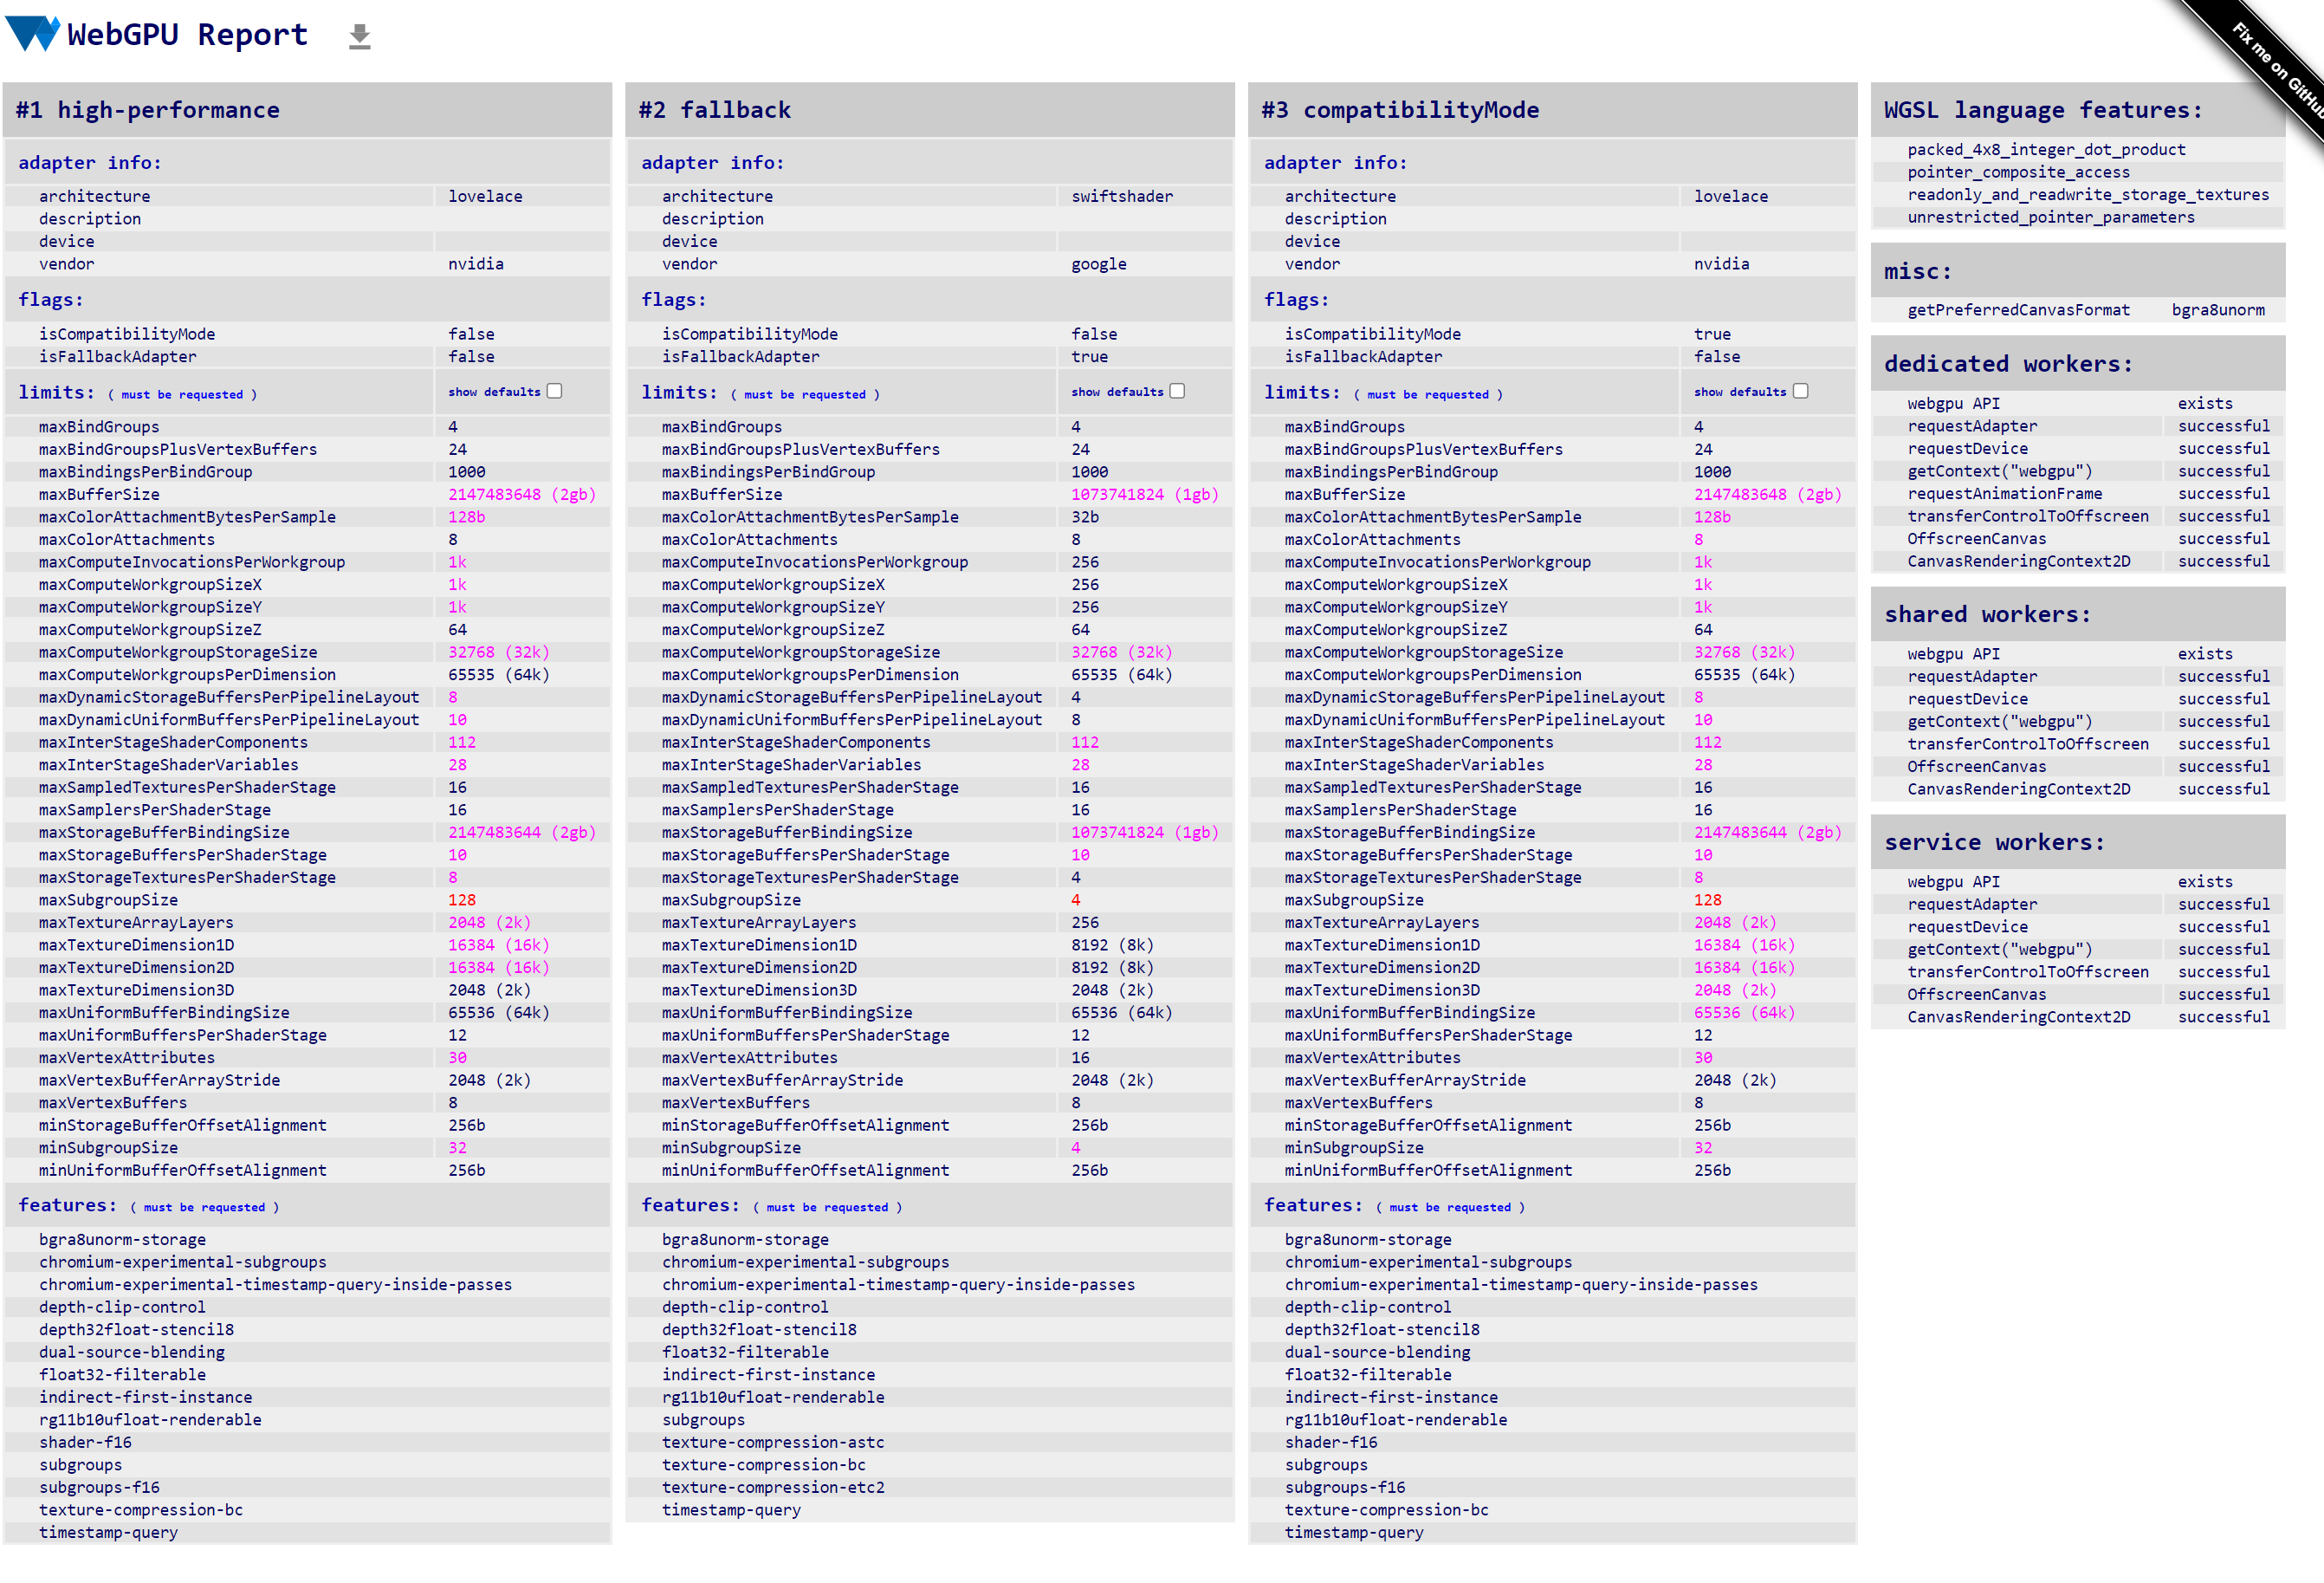 WebGPU Report
Fix me on GitHub
#1 high-performance
adapter info:
architecture lovelace
description
device
vendor nvidia
flags:
isCompatibilityMode false
isFallbackAdapter false
limits: ( must be requested ) show defaults
maxBindGroups 4
maxBindGroupsPlusVertexBuffers 24
maxBindingsPerBindGroup 1000
maxBufferSize 2147483648 (2gb)
maxColorAttachmentBytesPerSample 128b
maxColorAttachments 8
maxComputeInvocationsPerWorkgroup 1k
maxComputeWorkgroupSizeX 1k
maxComputeWorkgroupSizeY 1k
maxComputeWorkgroupSizeZ 64
maxComputeWorkgroupStorageSize 32768 (32k)
maxComputeWorkgroupsPerDimension 65535 (64k)
maxDynamicStorageBuffersPerPipelineLayout 8
maxDynamicUniformBuffersPerPipelineLayout 10
maxInterStageShaderComponents 112
maxInterStageShaderVariables 28
maxSampledTexturesPerShaderStage 16
maxSamplersPerShaderStage 16
maxStorageBufferBindingSize 2147483644 (2gb)
maxStorageBuffersPerShaderStage 10
maxStorageTexturesPerShaderStage 8
maxSubgroupSize 128
maxTextureArrayLayers 2048 (2k)
maxTextureDimension1D 16384 (16k)
maxTextureDimension2D 16384 (16k)
maxTextureDimension3D 2048 (2k)
maxUniformBufferBindingSize 65536 (64k)
maxUniformBuffersPerShaderStage 12
maxVertexAttributes 30
maxVertexBufferArrayStride 2048 (2k)
maxVertexBuffers 8
minStorageBufferOffsetAlignment 256b
minSubgroupSize 32
minUniformBufferOffsetAlignment 256b
features: ( must be requested )
bgra8unorm-storage
chromium-experimental-subgroups
chromium-experimental-timestamp-query-inside-passes
depth-clip-control
depth32float-stencil8
dual-source-blending
float32-filterable
indirect-first-instance
rg11b10ufloat-renderable
shader-f16
subgroups
subgroups-f16
texture-compression-bc
timestamp-query
#2 fallback
adapter info:
architecture swiftshader
description
device
vendor google
flags:
isCompatibilityMode false
isFallbackAdapter true
limits: ( must be requested ) show defaults
maxBindGroups 4
maxBindGroupsPlusVertexBuffers 24
maxBindingsPerBindGroup 1000
maxBufferSize 1073741824 (1gb)
maxColorAttachmentBytesPerSample 32b
maxColorAttachments 8
maxComputeInvocationsPerWorkgroup 256
maxComputeWorkgroupSizeX 256
maxComputeWorkgroupSizeY 256
maxComputeWorkgroupSizeZ 64
maxComputeWorkgroupStorageSize 32768 (32k)
maxComputeWorkgroupsPerDimension 65535 (64k)
maxDynamicStorageBuffersPerPipelineLayout 4
maxDynamicUniformBuffersPerPipelineLayout 8
maxInterStageShaderComponents 112
maxInterStageShaderVariables 28
maxSampledTexturesPerShaderStage 16
maxSamplersPerShaderStage 16
maxStorageBufferBindingSize 1073741824 (1gb)
maxStorageBuffersPerShaderStage 10
maxStorageTexturesPerShaderStage 4
maxSubgroupSize 4
maxTextureArrayLayers 256
maxTextureDimension1D 8192 (8k)
maxTextureDimension2D 8192 (8k)
maxTextureDimension3D 2048 (2k)
maxUniformBufferBindingSize 65536 (64k)
maxUniformBuffersPerShaderStage 12
maxVertexAttributes 16
maxVertexBufferArrayStride 2048 (2k)
maxVertexBuffers 8
minStorageBufferOffsetAlignment 256b
minSubgroupSize 4
minUniformBufferOffsetAlignment 256b
features: ( must be requested )
bgra8unorm-storage
chromium-experimental-subgroups
chromium-experimental-timestamp-query-inside-passes
depth-clip-control
depth32float-stencil8
float32-filterable
indirect-first-instance
rg11b10ufloat-renderable
subgroups
texture-compression-astc
texture-compression-bc
texture-compression-etc2
timestamp-query
#3 compatibilityMode
adapter info:
architecture lovelace
description
device
vendor nvidia
flags:
isCompatibilityMode true
isFallbackAdapter false
limits: ( must be requested ) show defaults
maxBindGroups 4
maxBindGroupsPlusVertexBuffers 24
maxBindingsPerBindGroup 1000
maxBufferSize 2147483648 (2gb)
maxColorAttachmentBytesPerSample 128b
maxColorAttachments 8
maxComputeInvocationsPerWorkgroup 1k
maxComputeWorkgroupSizeX 1k
maxComputeWorkgroupSizeY 1k
maxComputeWorkgroupSizeZ 64
maxComputeWorkgroupStorageSize 32768 (32k)
maxComputeWorkgroupsPerDimension 65535 (64k)
maxDynamicStorageBuffersPerPipelineLayout 8
maxDynamicUniformBuffersPerPipelineLayout 10
maxInterStageShaderComponents 112
maxInterStageShaderVariables 28
maxSampledTexturesPerShaderStage 16
maxSamplersPerShaderStage 16
maxStorageBufferBindingSize 2147483644 (2gb)
maxStorageBuffersPerShaderStage 10
maxStorageTexturesPerShaderStage 8
maxSubgroupSize 128
maxTextureArrayLayers 2048 (2k)
maxTextureDimension1D 16384 (16k)
maxTextureDimension2D 16384 (16k)
maxTextureDimension3D 2048 (2k)
maxUniformBufferBindingSize 65536 (64k)
maxUniformBuffersPerShaderStage 12
maxVertexAttributes 30
maxVertexBufferArrayStride 2048 (2k)
maxVertexBuffers 8
minStorageBufferOffsetAlignment 256b
minSubgroupSize 32
minUniformBufferOffsetAlignment 256b
features: ( must be requested )
bgra8unorm-storage
chromium-experimental-subgroups
chromium-experimental-timestamp-query-inside-passes
depth-clip-control
depth32float-stencil8
dual-source-blending
float32-filterable
indirect-first-instance
rg11b10ufloat-renderable
shader-f16
subgroups
subgroups-f16
texture-compression-bc
timestamp-query
WGSL language features:
packed_4x8_integer_dot_product
pointer_composite_access
readonly_and_readwrite_storage_textures
unrestricted_pointer_parameters
misc:
getPreferredCanvasFormat bgra8unorm
dedicated workers:
webgpu API exists
requestAdapter successful
requestDevice successful
getContext("webgpu") successful
requestAnimationFrame successful
transferControlToOffscreen successful
OffscreenCanvas successful
CanvasRenderingContext2D successful
shared workers:
webgpu API exists
requestAdapter successful
requestDevice successful
getContext("webgpu") successful
transferControlToOffscreen successful
OffscreenCanvas successful
CanvasRenderingContext2D successful
service workers:
webgpu API exists
requestAdapter successful
requestDevice successful
getContext("webgpu") successful
transferControlToOffscreen successful
OffscreenCanvas successful
CanvasRenderingContext2D successful